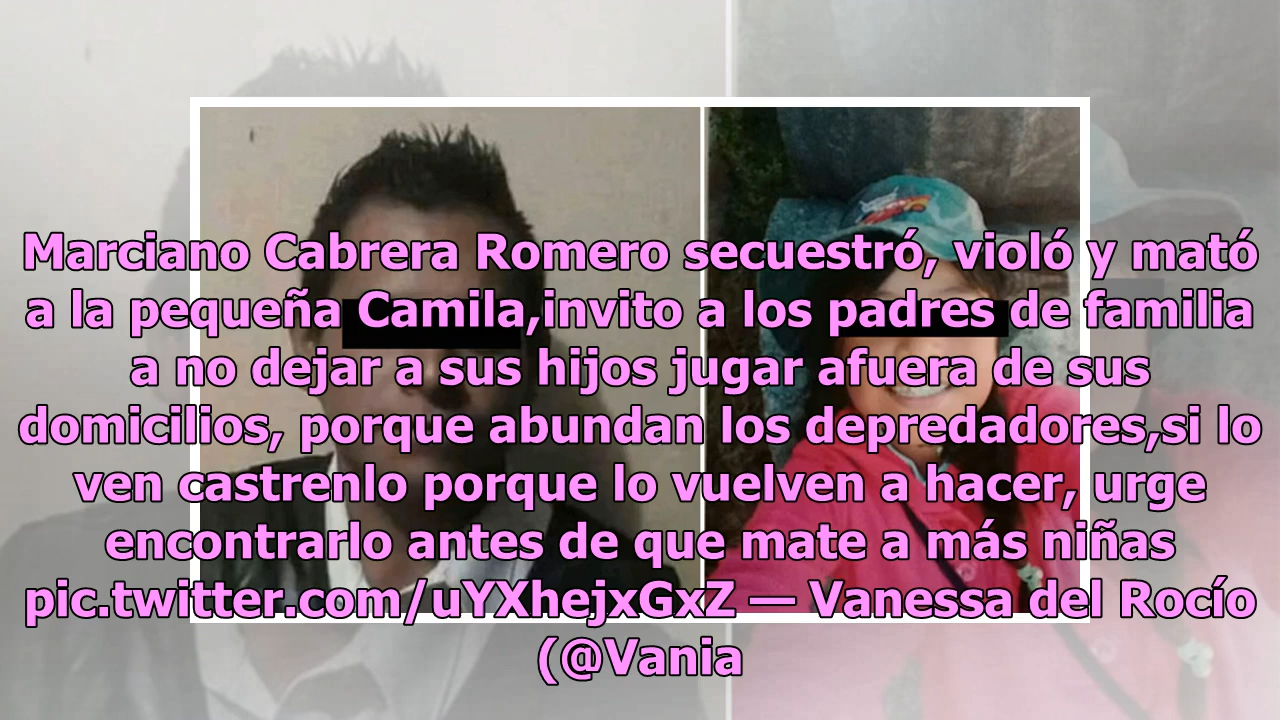 Marciano Cabrera Romero secuestró, violó y mató
a la pequeña Camila,invito a los padres de familia
a no dejar a sus hijos jugar afuera de sus
domicilios, porque abundan los depredadores,si lo
ven castrenlo porque lo vuelven a hacer, urge
encontrarlo antes de que mate a más niñas
pic.twitter.com/uYXhejxGxZ — Vanessa del Rocío
(@Vania